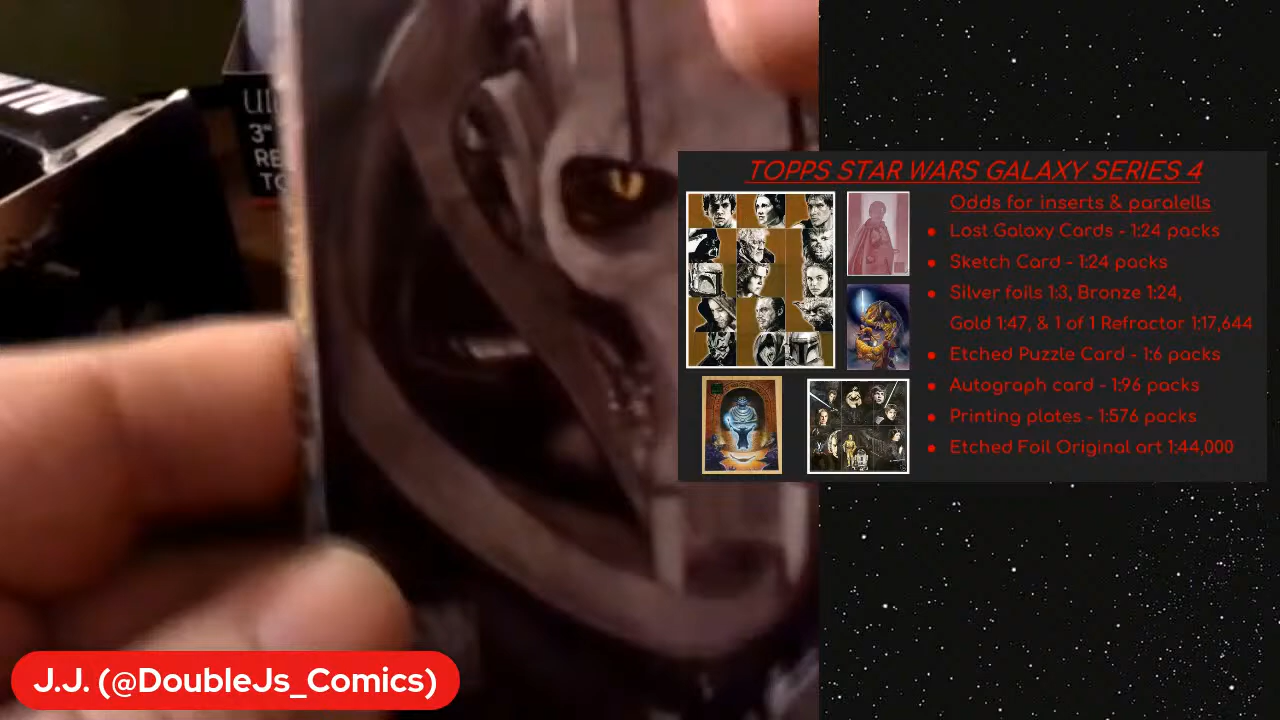 TOPPS STAR WARS GALAXY SERIES 4
Odds for inserts & paralells
Lost Galaxy Cards - 1:24 packs
Sketch Card - 1:24 packs
Silver foils 1:3, Bronze 1:24,
Gold 1:47, & 1 of 1 Refractor 1:17,644
Etched Puzzle Card - 1:6 packs
Autograph card - 1:96 packs
Printing plates - 1:576 packs
Etched Foil Original art 1:44,000
3"
RE
TO
J.J. (@DoubleJs_Comics)